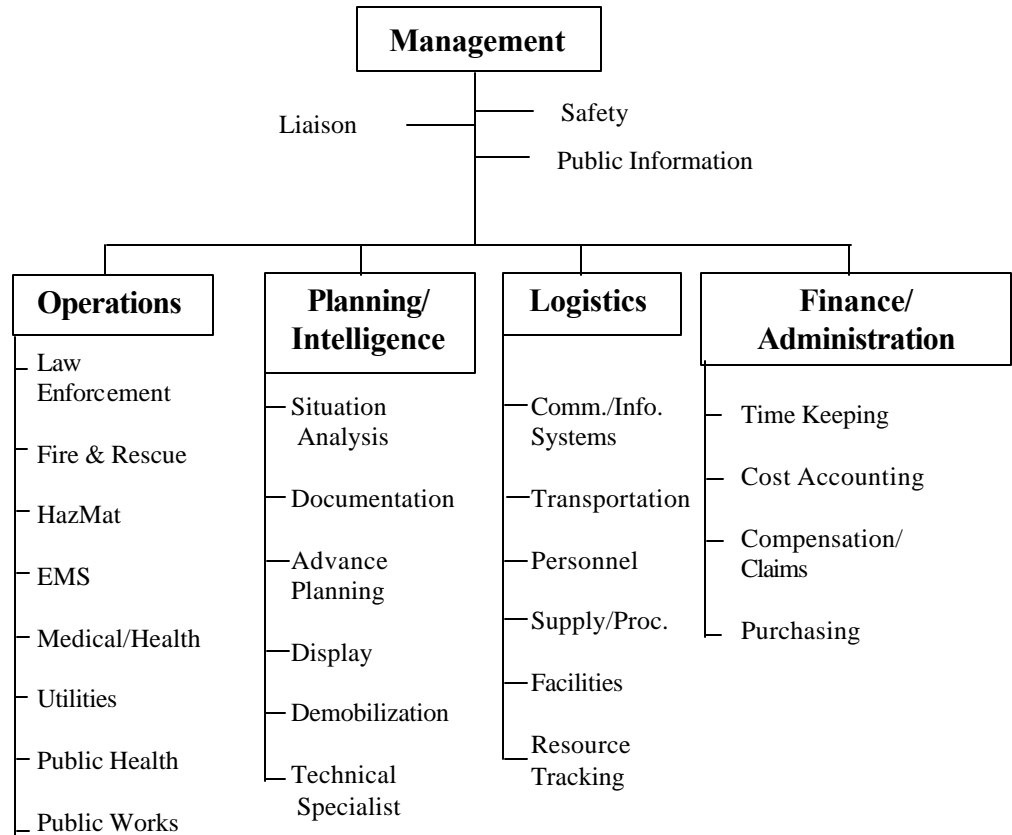 Management
Liaison
Safety
Public Information
Operations
Law
Enforcement
Fire & Rescue
HazMat
EMS
Medical/Health
Utilities
Public Health
Public Works
Planning/
Intelligence
Situation
Analysis
Documentation
Advance
Planning
Display
Demobilization
Technical
Specialist
Logistics
Comm./Info.
Systems
Transportation
Personnel
Supply/Proc.
Facilities
Resource
Tracking
Finance/
Administration
Time Keeping
Cost Accounting
Compensation/
Claims
Purchasing